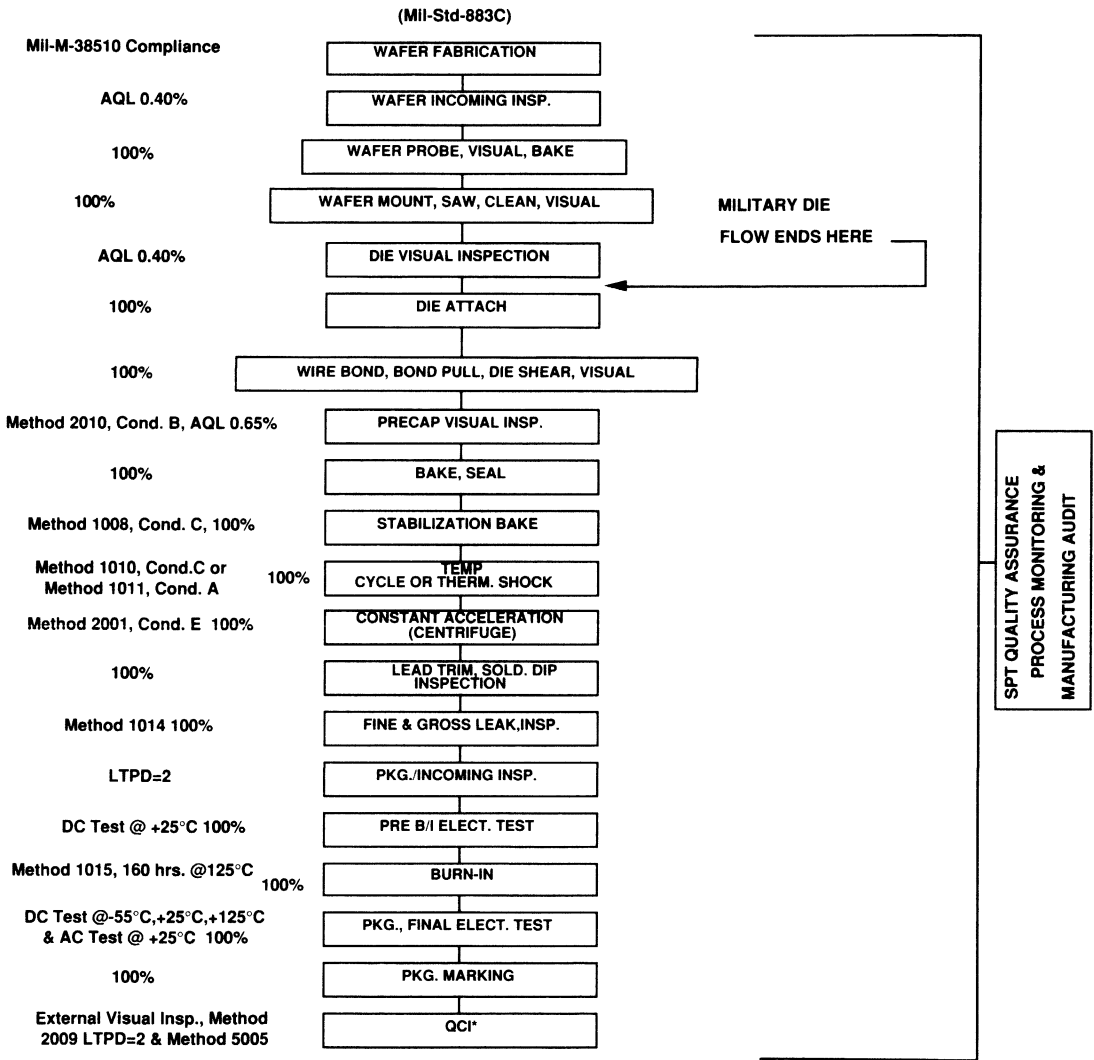 (Mil-Std-883C)
Mil-M-38510 Compliance
WAFER FABRICATION
AQL 0.40%
WAFER INCOMING INSP.
100%
WAFER PROBE, VISUAL, BAKE
100%
WAFER MOUNT, SAW, CLEAN, VISUAL
MILITARY DIE
FLOW ENDS HERE
AQL 0.40%
DIE VISUAL INSPECTION
100%
DIE ATTACH
100%
WIRE BOND, BOND PULL, DIE SHEAR, VISUAL
Method 2010, Cond. B, AQL 0.65%
PRECAP VISUAL INSP.
100%
BAKE, SEAL
Method 1008, Cond. C, 100%
STABILIZATION BAKE
Method 1010, Cond.C or
Method 1011, Cond. A
100%
TEMP
CYCLE OR THERM. SHOCK
Method 2001, Cond. E 100%
CONSTANT ACCELERATION
(CENTRIFUGE)
100%
LEAD TRIM, SOLD. DIP
INSPECTION
Method 1014 100%
FINE & GROSS LEAK,INSP.
LTPD=2
PKG./INCOMING INSP.
DC Test @ +25°C 100%
PRE B/I ELECT. TEST
Method 1015, 160 hrs. @125°C
100%
BURN-IN
DC Test @-55°C,+25°C,+125°C
& AC Test @ +25°C 100%
PKG., FINAL ELECT. TEST
100%
PKG. MARKING
External Visual Insp., Method
2009 LTPD=2 & Method 5005
QCI*
SPT QUALITY ASSURANCE
PROCESS MONITORING &
MANUFACTURING AUDIT